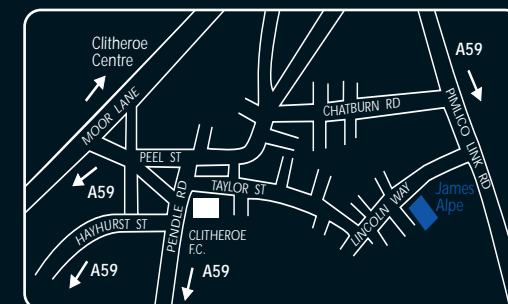 Clitheroe
Centre
A59
MOOR LANE
CHATBURN RD
PIMLICO LINK RD
PEEL ST
A59
PENDLE RD
TAYLOR ST
LINCOLN WAY
James
Alpe
HAYHURST ST
CLITHEROE
F.C.
A59
A59